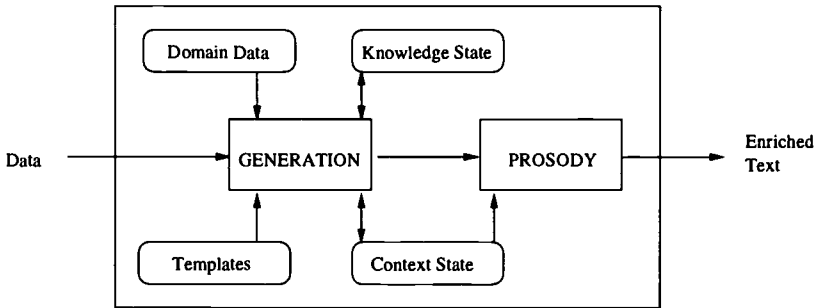 Domain Data
Knowledge State
Data
GENERATION
PROSODY
Enriched
Text
Templates
Context State